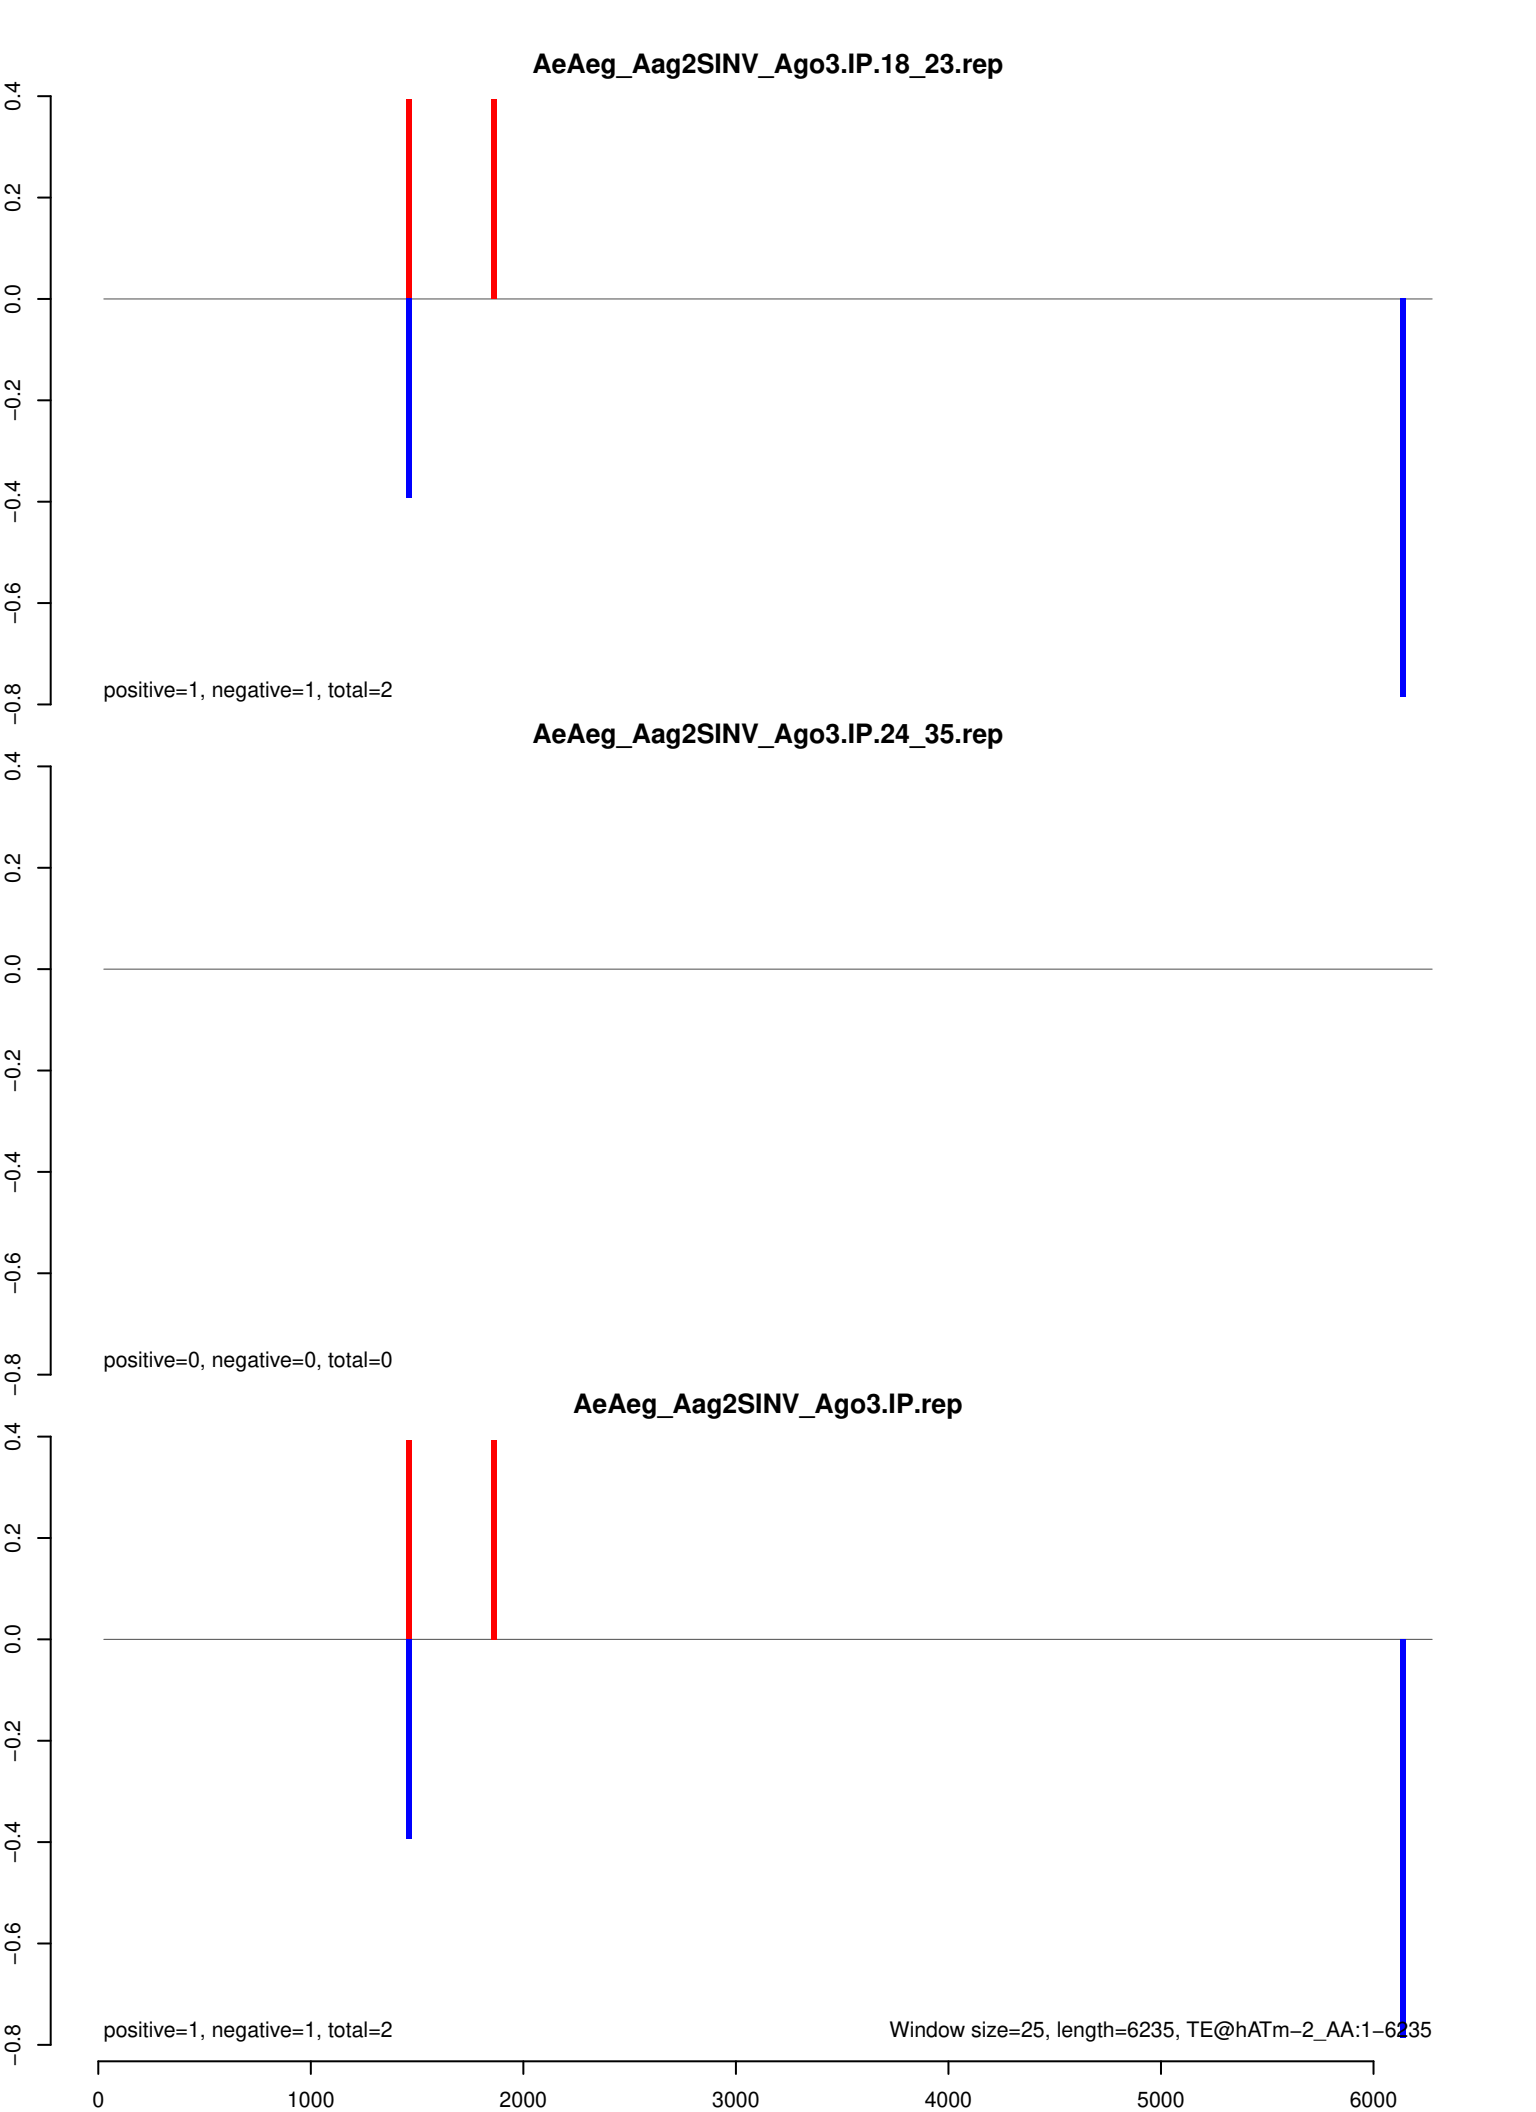 AeAeg_Aag2SINV_Ago3.IP.18_23.rep
0.4
0.2
0.0
−0.2
−0.4
−0.6
−0.8
positive=1, negative=1, total=2
AeAeg_Aag2SINV_Ago3.IP.24_35.rep
0.4
0.2
0.0
−0.2
−0.4
−0.6
−0.8
positive=0, negative=0, total=0
AeAeg_Aag2SINV_Ago3.IP.rep
0.4
0.2
0.0
−0.2
−0.4
−0.6
−0.8
positive=1, negative=1, total=2
Window size=25, length=6235, TE@hATm−2_AA:1−6235
0 1000 2000 3000 4000 5000 6000